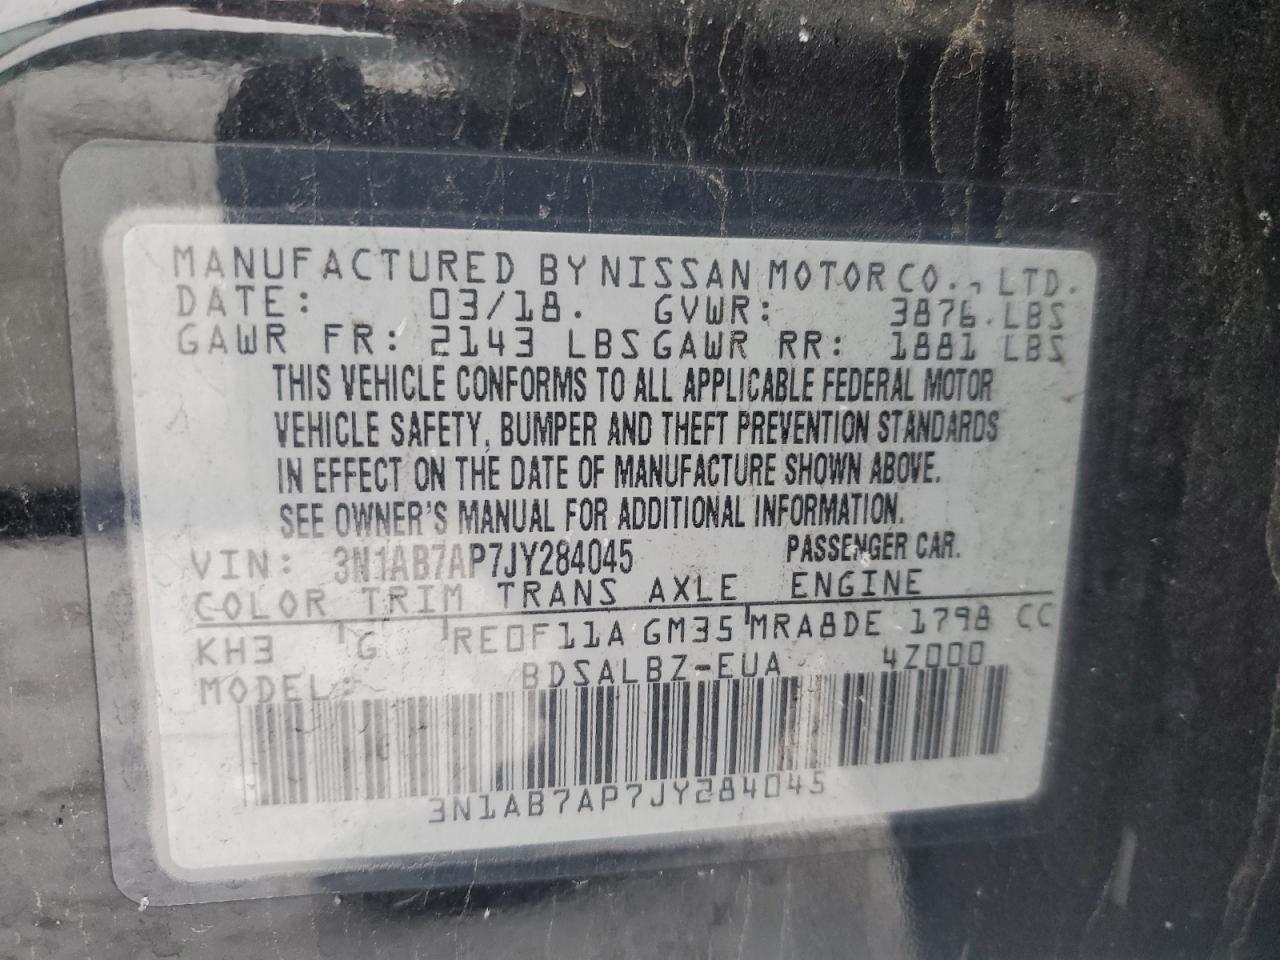 MANUFACTURED BY NISSAN MOTOR CO., LTD.
DATE: 03/18. GVWR: 3876 LBS
GAWR FR: 2143 LBS GAWR RR: 1881 LBS
THIS VEHICLE CONFORMS TO ALL APPLICABLE FEDERAL MOTOR
VEHICLE SAFETY, BUMPER AND THEFT PREVENTION STANDARDS
IN EFFECT ON THE DATE OF MANUFACTURE SHOWN ABOVE.
SEE OWNER'S MANUAL FOR ADDITIONAL INFORMATION.
VIN: 3N1AB7AP7JY284045 PASSENGER CAR.
COLOR TRIM TRANS AXLE ENGINE
KH3 G RE0F11A GM35 MRA8DE 1798 CC
MODEL: BDSALBZ-EUA 4Z000
3N1AB7AP7JY284045